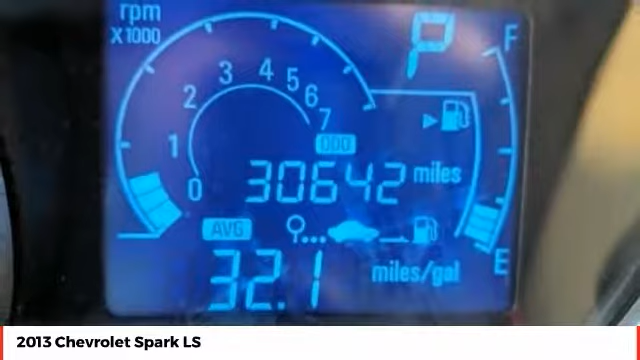 rpm
X1000
P
F
0 1 2 3 4 5 6 7
ODO
30642 miles
AVG
32.1 miles/gal
E
2013 Chevrolet Spark LS